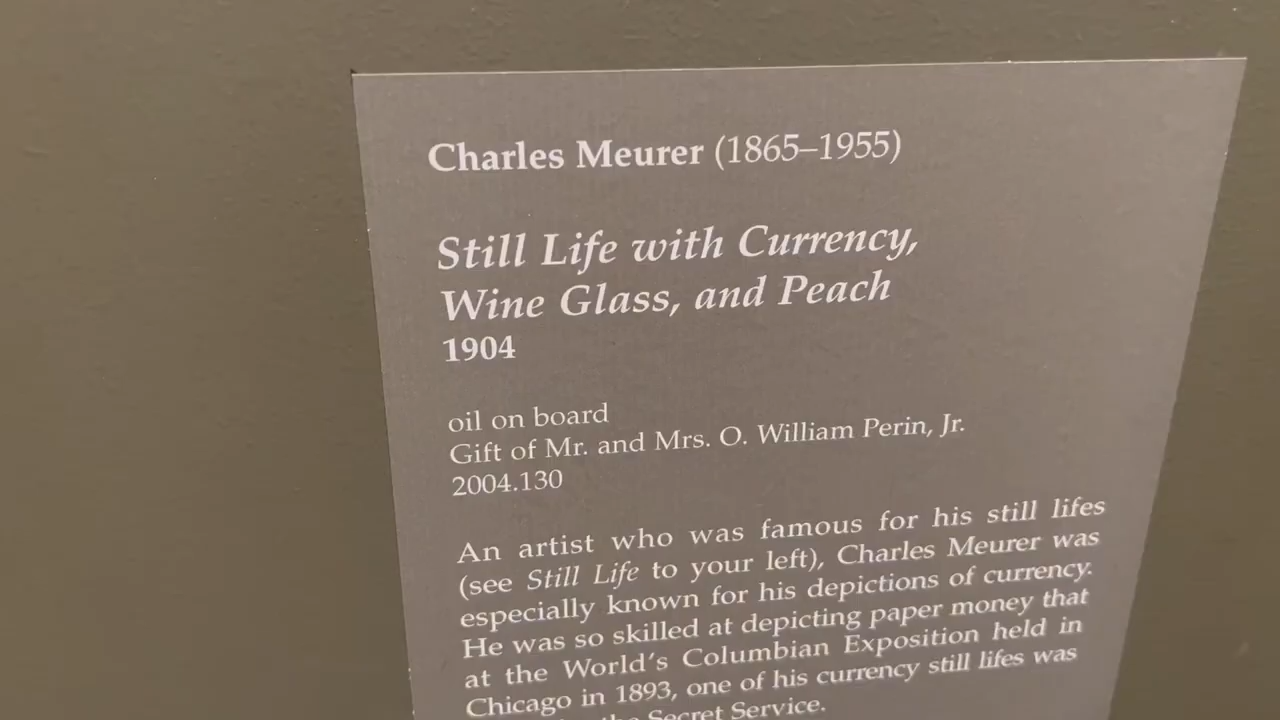 Charles Meurer (1865–1955)
Still Life with Currency,
Wine Glass, and Peach
1904
oil on board
Gift of Mr. and Mrs. O. William Perin, Jr.
2004.130
An artist who was famous for his still lifes
(see Still Life to your left), Charles Meurer was
especially known for his depictions of currency.
He was so skilled at depicting paper money that
at the World's Columbian Exposition held in
Chicago in 1893, one of his currency still lifes was
the Secret Service.